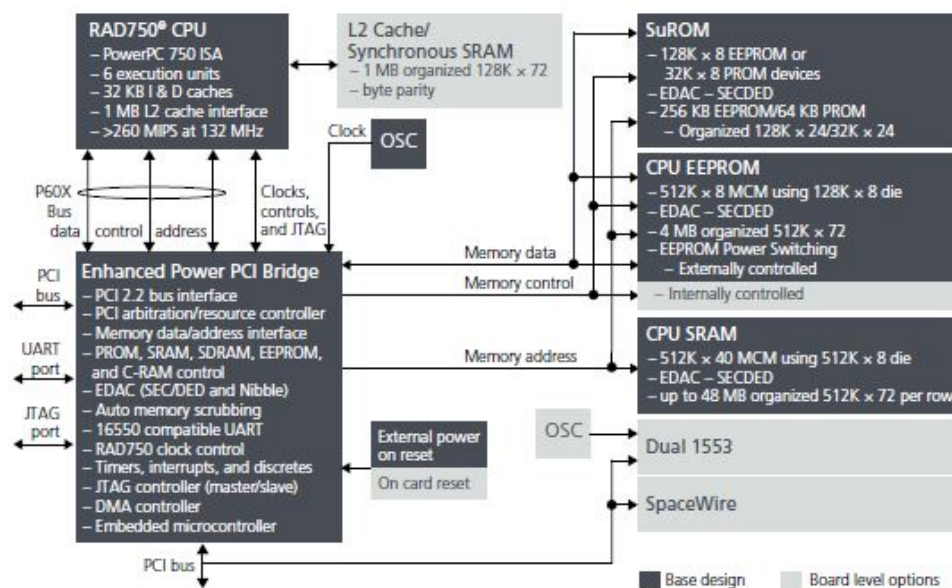 RAD750® CPU
– PowerPC 750 ISA
– 6 execution units
– 32 KB I & D caches
– 1 MB L2 cache interface
– >260 MIPS at 132 MHz
L2 Cache/
Synchronous SRAM
– 1 MB organized 128K × 72
– byte parity
Clock
OSC
SuROM
– 128K × 8 EEPROM or
32K × 8 PROM devices
– EDAC – SECDED
– 256 KB EEPROM/64 KB PROM
– Organized 128K × 24/32K × 24
P60X
Bus
data
control
address
Clocks,
controls,
and JTAG
CPU EEPROM
– 512K × 8 MCM using 128K × 8 die
– EDAC – SECDED
– 4 MB organized 512K × 72
– EEPROM Power Switching
– Externally controlled
– Internally controlled
Memory data
Memory control
Memory address
PCI
bus
UART
port
JTAG
port
Enhanced Power PCI Bridge
– PCI 2.2 bus interface
– PCI arbitration/resource controller
– Memory data/address interface
– PROM, SRAM, SDRAM, EEPROM,
and C-RAM control
– EDAC (SEC/DED and Nibble)
– Auto memory scrubbing
– 16550 compatible UART
– RAD750 clock control
– Timers, interrupts, and discretes
– JTAG controller (master/slave)
– DMA controller
– Embedded microcontroller
CPU SRAM
– 512K × 40 MCM using 512K × 8 die
– EDAC – SECDED
– up to 48 MB organized 512K × 72 per row
External power
on reset
On card reset
OSC
Dual 1553
SpaceWire
PCI bus
Base design
Board level options